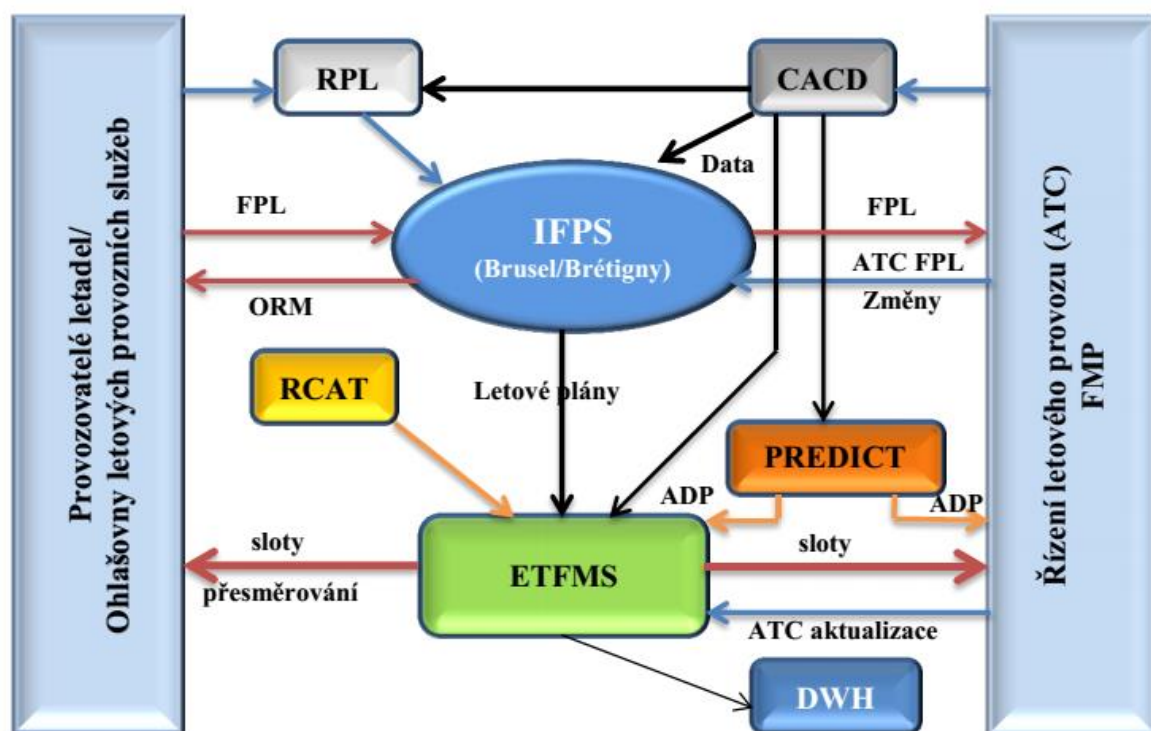 Provozovatelé letadel/
Ohlašovny letových provozních služeb
RPL
CACD
Data
FPL
IFPS
(Brusel/Brétigny)
FPL
ORM
ATC FPL
Změny
RCAT
Letové plány
PREDICT
ADP
ADP
sloty
přesměrování
ETFMS
sloty
ATC aktualizace
DWH
Řízení letového provozu (ATC)
FMP